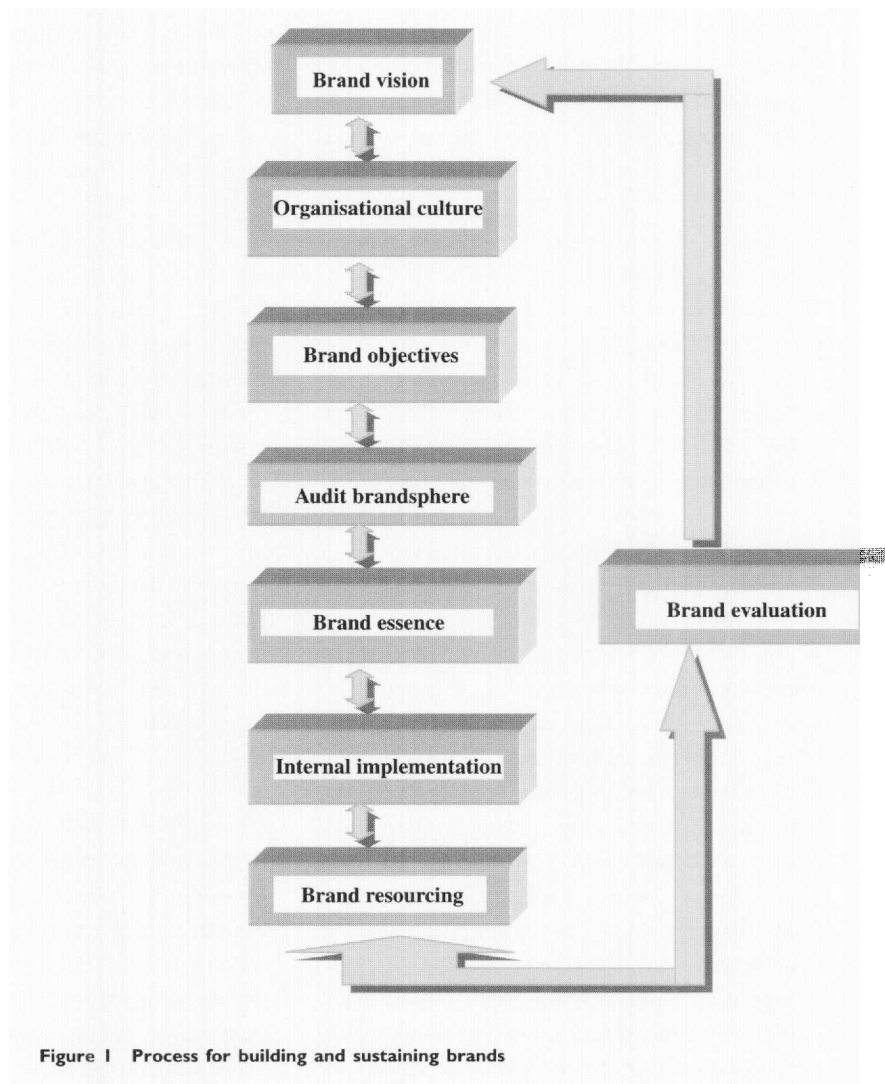 Brand vision
Organisational culture
Brand objectives
Audit brandsphere
Brand essence
Brand evaluation
Internal implementation
Brand resourcing
Figure 1 Process for building and sustaining brands